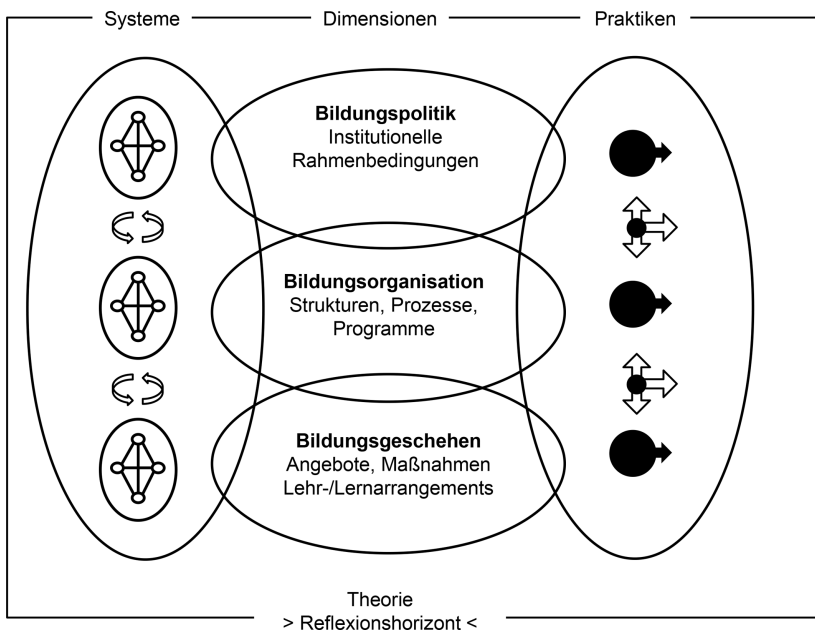 Systeme
Dimensionen
Praktiken
Bildungspolitik
Institutionelle
Rahmenbedingungen
Bildungsorganisation
Strukturen, Prozesse,
Programme
Bildungsgeschehen
Angebote, Maßnahmen
Lehr-/Lernarrangements
Theorie
> Reflexionshorizont <